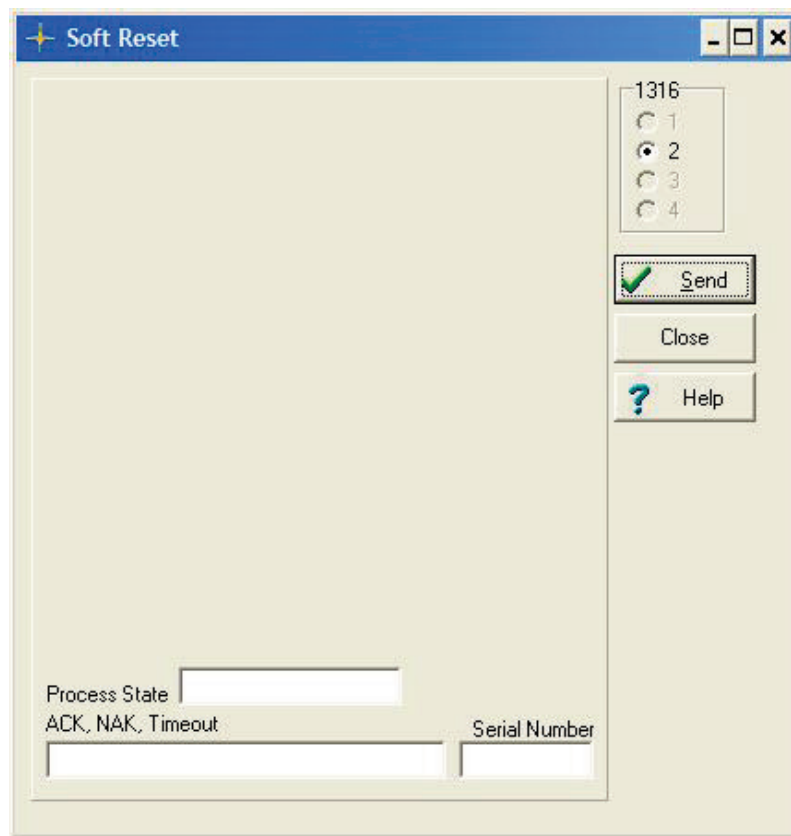 Soft Reset
1316
1
2
3
4
Send
Close
? Help
Process State
ACK, NAK, Timeout
Serial Number